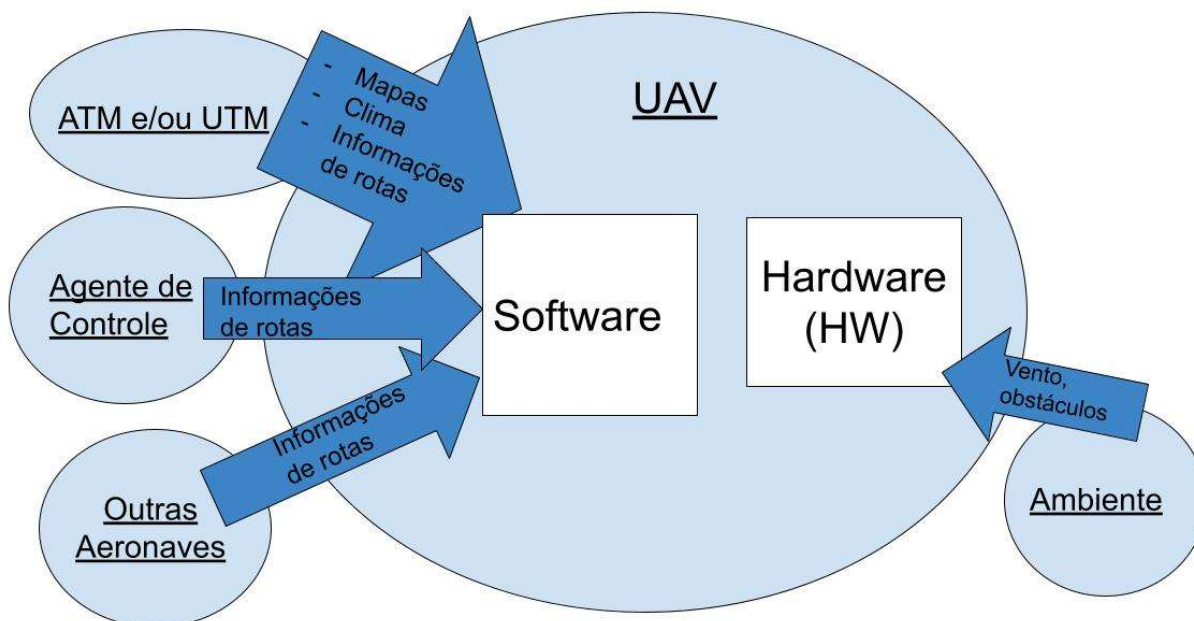 ATM e/ou UTM
- Mapas
- Clima
- Informações
de rotas
UAV
Agente de
Controle
Informações
de rotas
Software
Hardware
(HW)
Informações
de rotas
Outras
Aeronaves
Vento,
obstáculos
Ambiente